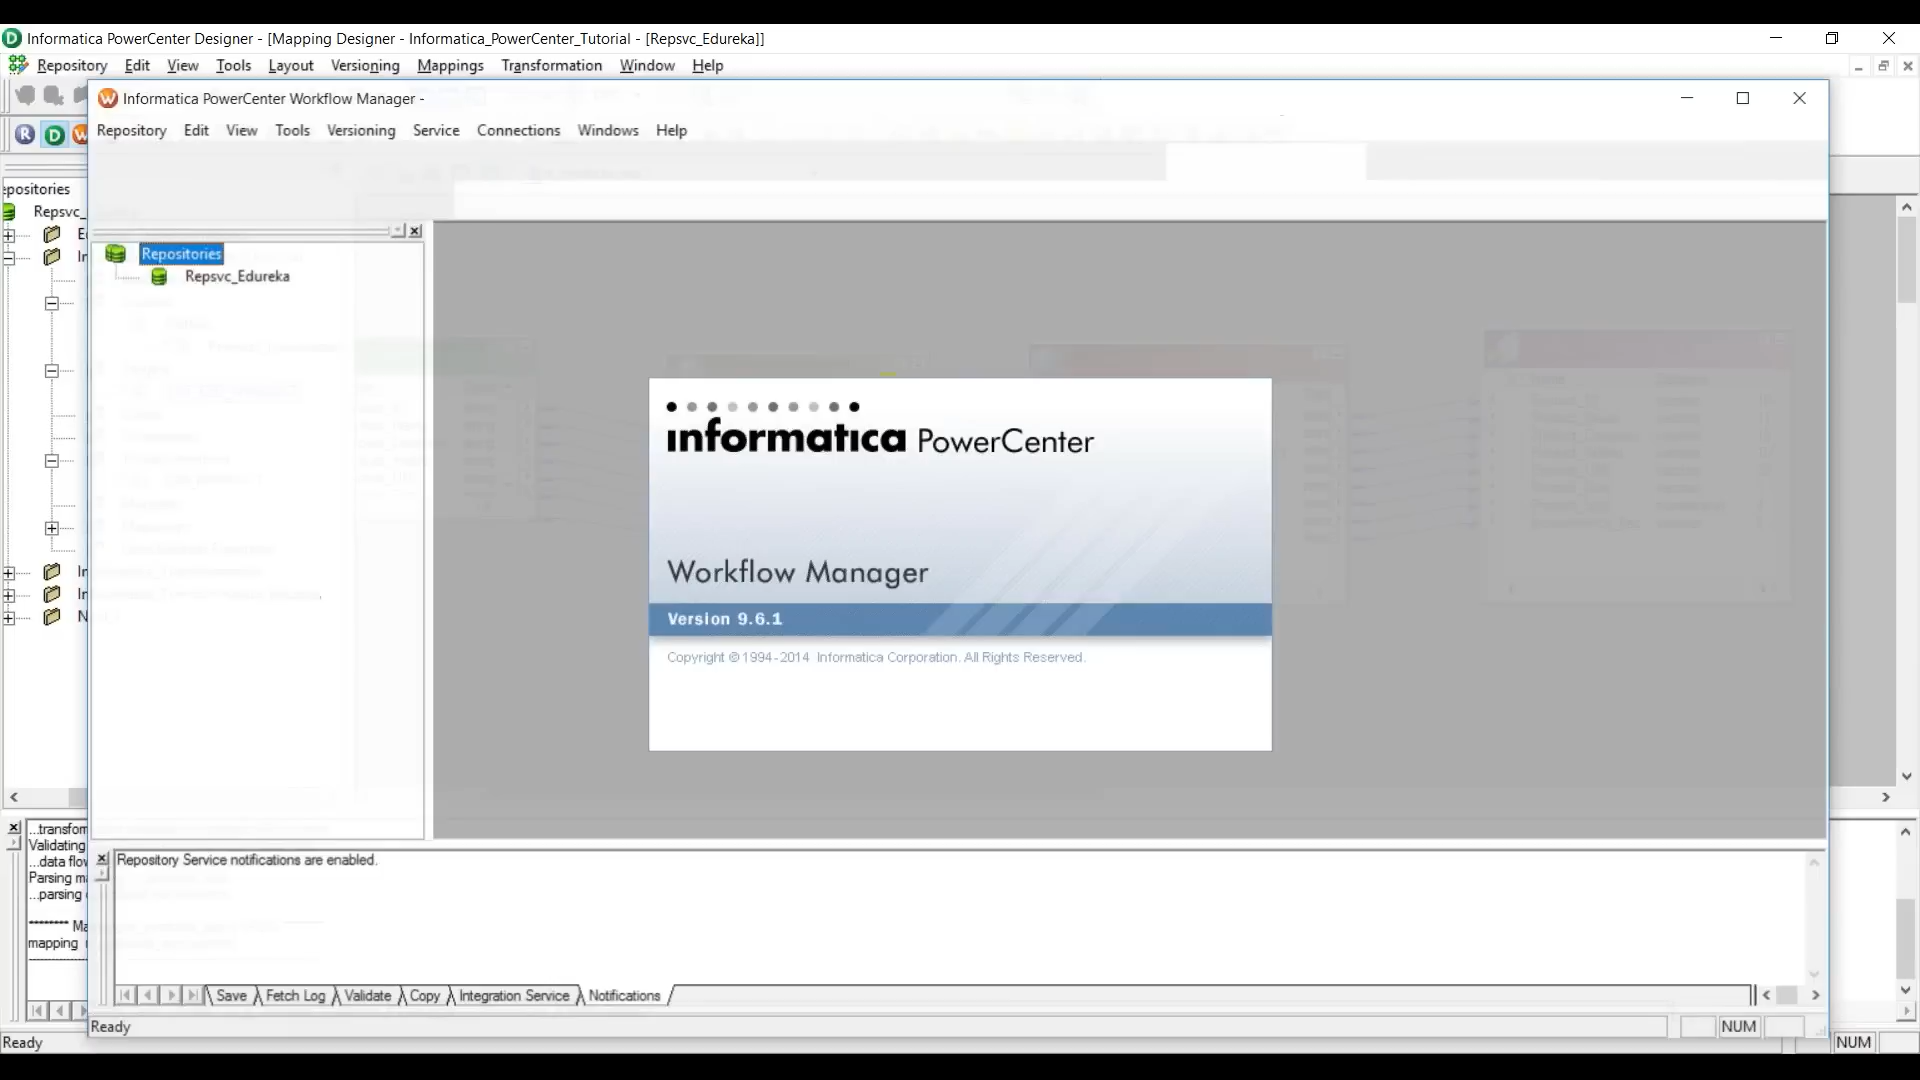 Informatica PowerCenter Designer - [Mapping Designer - Informatica_PowerCenter_Tutorial - [Repsvc_Edureka]]
Repository Edit View Tools Layout Versioning Mappings Transformation Window Help
Informatica PowerCenter Workflow Manager -
Repository Edit View Tools Versioning Service Connections Windows Help
epositories
Repsvc_
Repositories
Repsvc_Edureka
informatica PowerCenter
Workflow Manager
Version 9.6.1
Copyright © 1994-2014 Informatica Corporation. All Rights Reserved.
...transfor
Validating
...data flo
Parsing m
...parsing
******** Ma
mapping
Repository Service notifications are enabled.
Save Fetch Log Validate Copy Integration Service Notifications
Ready
NUM
Ready
NUM